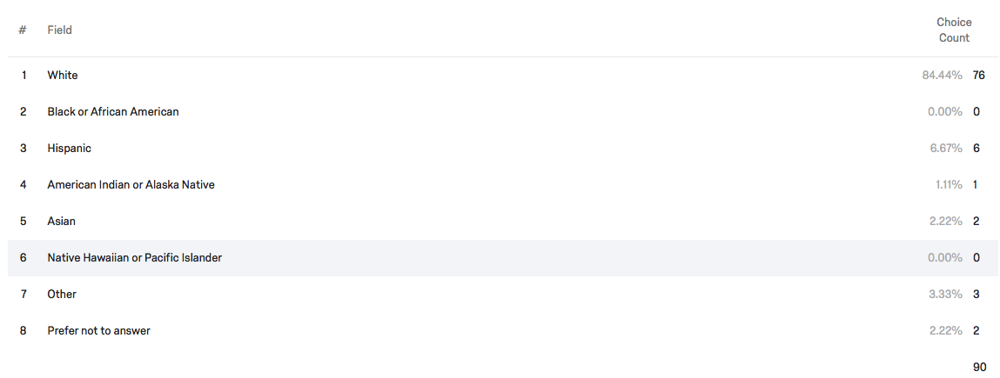 # Field Choice Count
1 White 84.44% 76
2 Black or African American 0.00% 0
3 Hispanic 6.67% 6
4 American Indian or Alaska Native 1.11% 1
5 Asian 2.22% 2
6 Native Hawaiian or Pacific Islander 0.00% 0
7 Other 3.33% 3
8 Prefer not to answer 2.22% 2
90